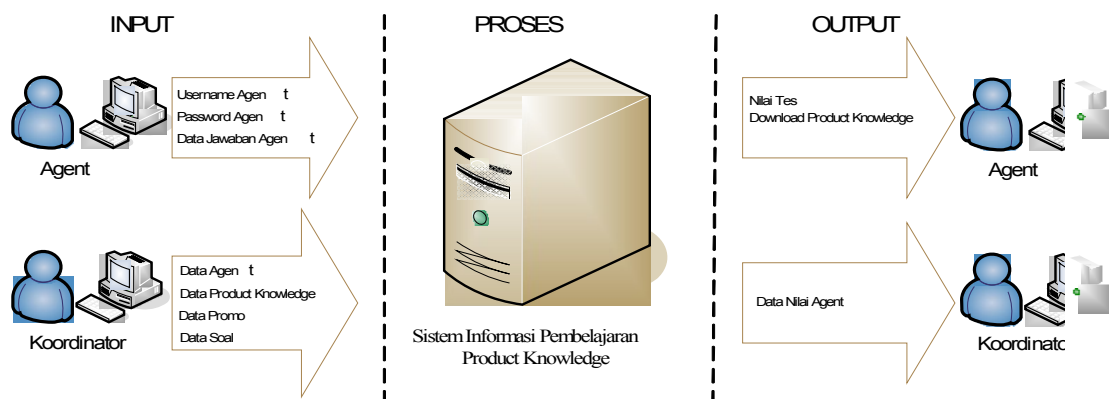 INPUT
PROSES
OUTPUT
Username Agen t
Password Agen t
Data Jawaban Agen t
Agent
Nilai Tes
Download Product Knowledge
Agent
Data Agen t
Data Product Knowledge
Data Promo
Data Soal
Koordinator
Sistem Informasi Pembelajaran
Product Knowledge
Data Nilai Agent
Koordinato